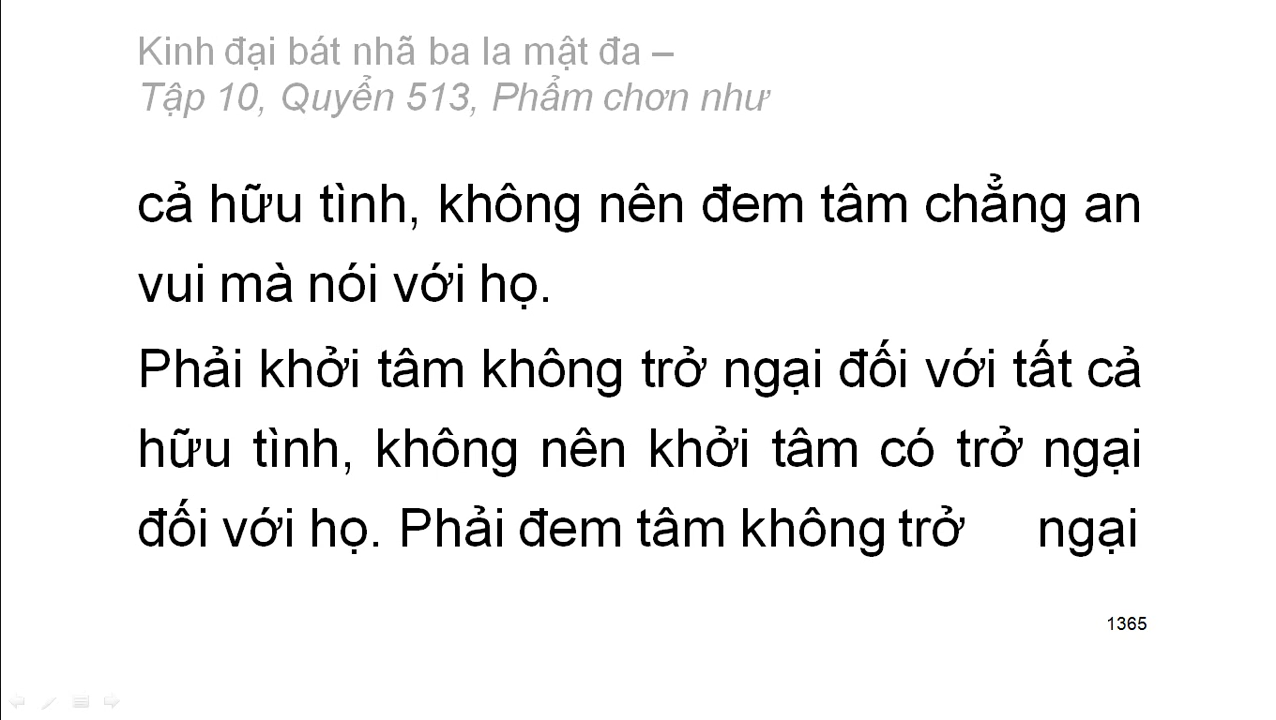 Kinh đại bát nhã ba la mật đa –
Tập 10, Quyển 513, Phẩm chơn như
cả hữu tình, không nên đem tâm chẳng an
vui mà nói với họ.
Phải khởi tâm không trở ngại đối với tất cả
hữu tình, không nên khởi tâm có trở ngại
đối với họ. Phải đem tâm không trở ngại
1365